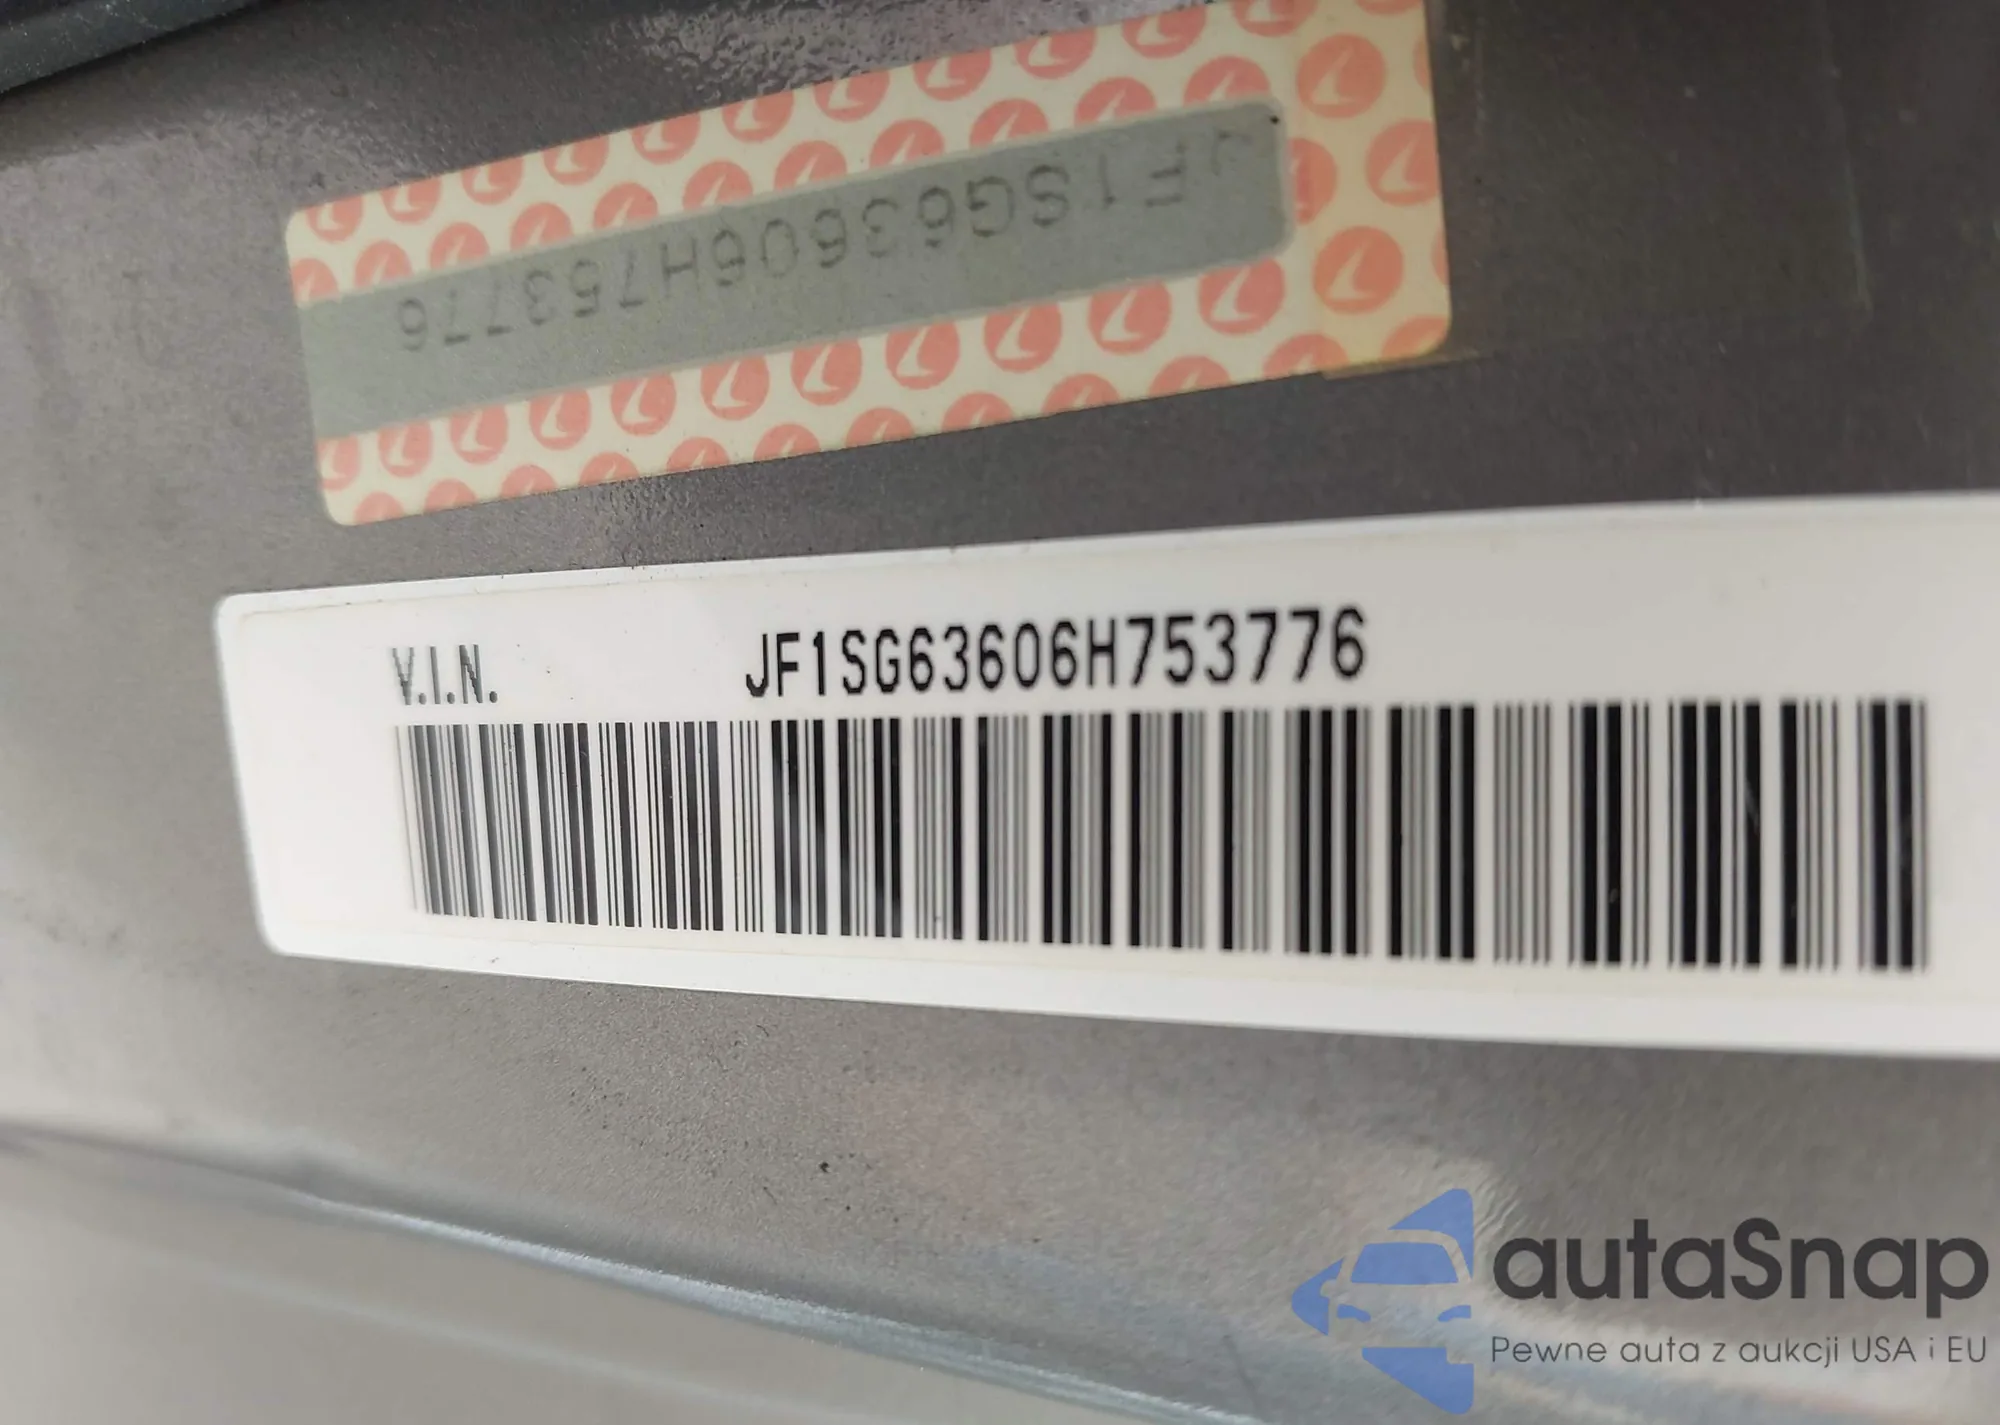 JF1SG63606H753776
V.I.N. JF1SG63606H753776
autaSnap
Pewne auta z aukcji USA i EU